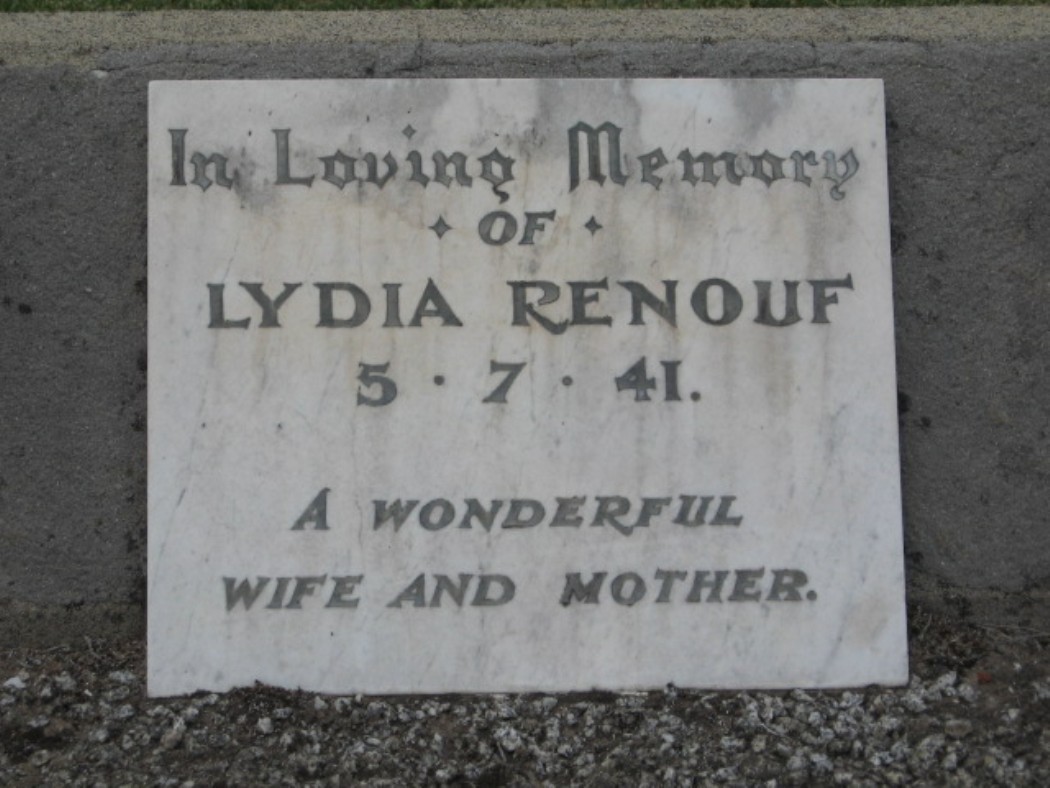 In Loving Memory
OF
LYDIA RENOUF
5 · 7 · 41.
A WONDERFUL
WIFE AND MOTHER.